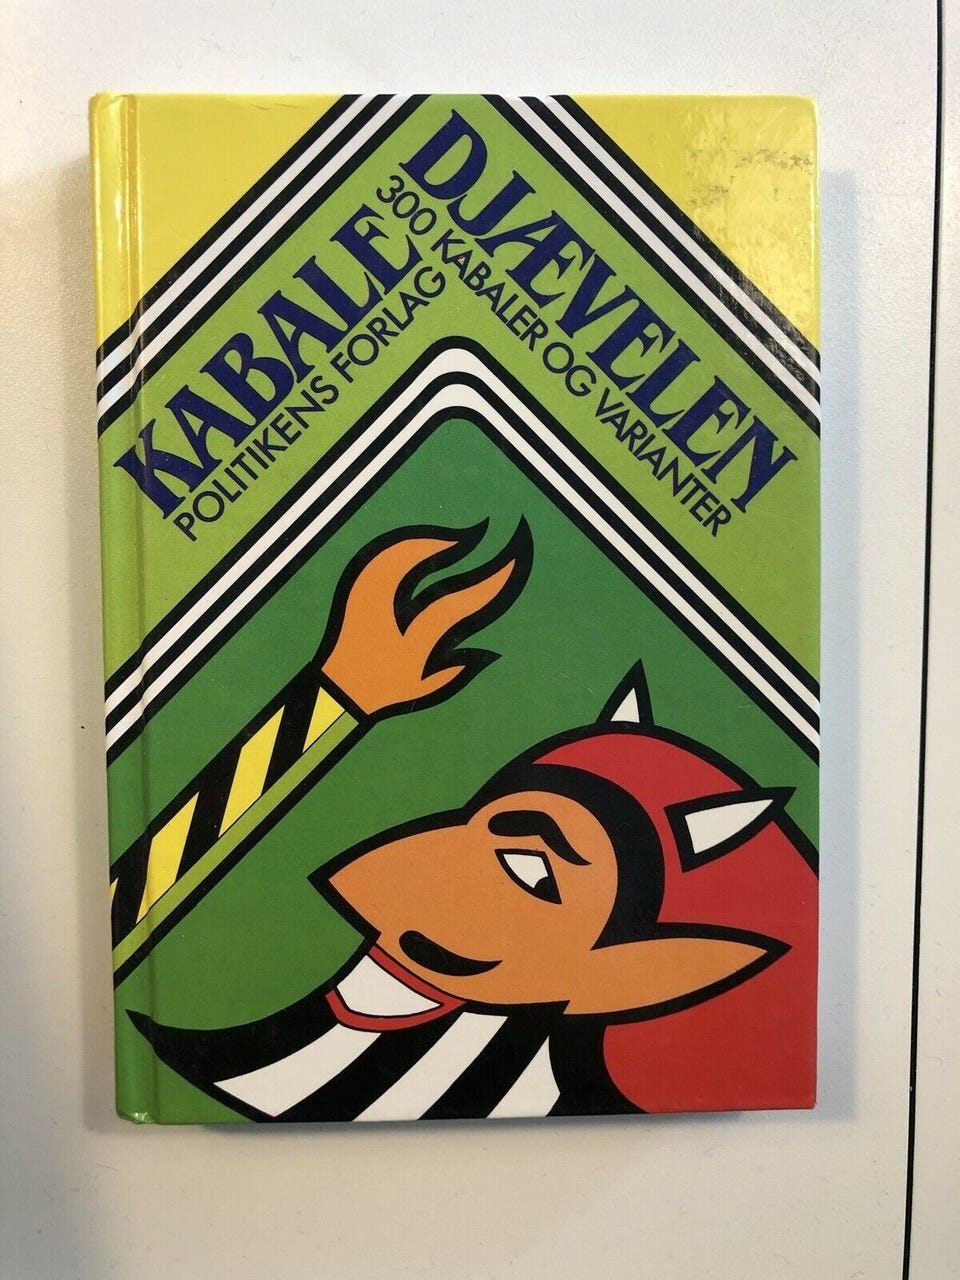 KABALE
DJÆVELEN
300 KABALER OG VARIANTER
POLITIKENS FORLAG